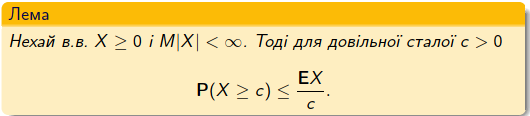 Лема
Нехай в.в. X ≥ 0 і M|X| < ∞. Тоді для довільної сталої c > 0
P(X ≥ c) ≤ EX/c.